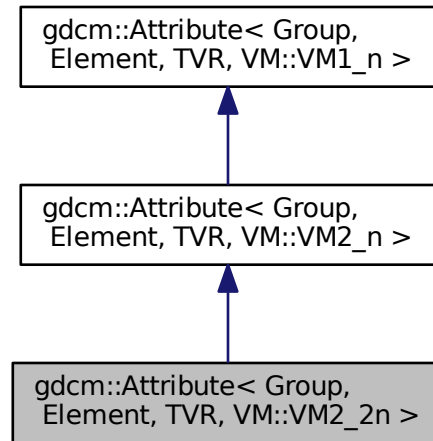 gdcm::Attribute< Group,
Element, TVR, VM::VM1_n >
gdcm::Attribute< Group,
Element, TVR, VM::VM2_n >
gdcm::Attribute< Group,
Element, TVR, VM::VM2_2n >